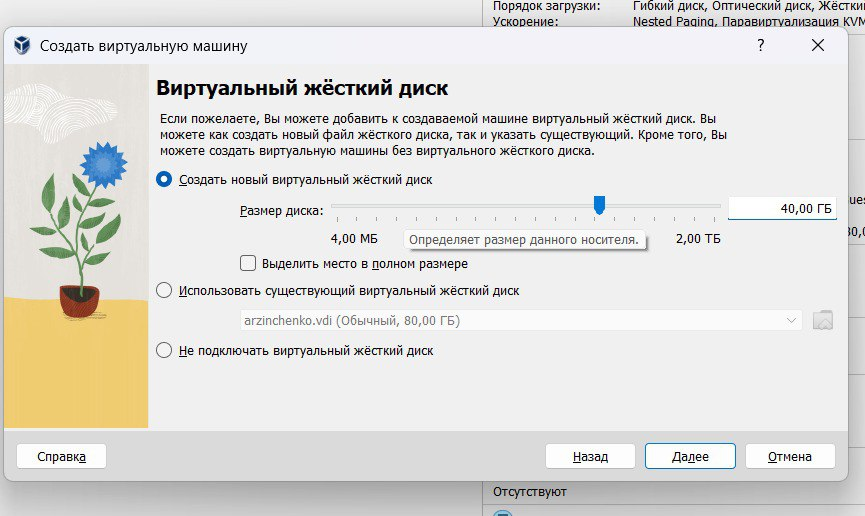 Порядок загрузки: Гибкий диск, Оптический диск, Жёсткий
Ускорение: Nested Paging, Паравиртуализация KVM
Создать виртуальную машину
?
Виртуальный жёсткий диск
Если пожелаете, Вы можете добавить к создаваемой машине виртуальный жёсткий диск. Вы
можете как создать новый файл жёсткого диска, так и указать существующий. Кроме того, Вы
можете создать виртуальную машины без виртуального жёсткого диска.
Создать новый виртуальный жёсткий диск
Размер диска:
40,00 ГБ
4,00 МБ
Определяет размер данного носителя.
2,00 ТБ
Выделить место в полном размере
Использовать существующий виртуальный жёсткий диск
arzinchenko.vdi (Обычный, 80,00 ГБ)
Не подключать виртуальный жёсткий диск
Справка
Назад
Далее
Отмена
Отсутствуют